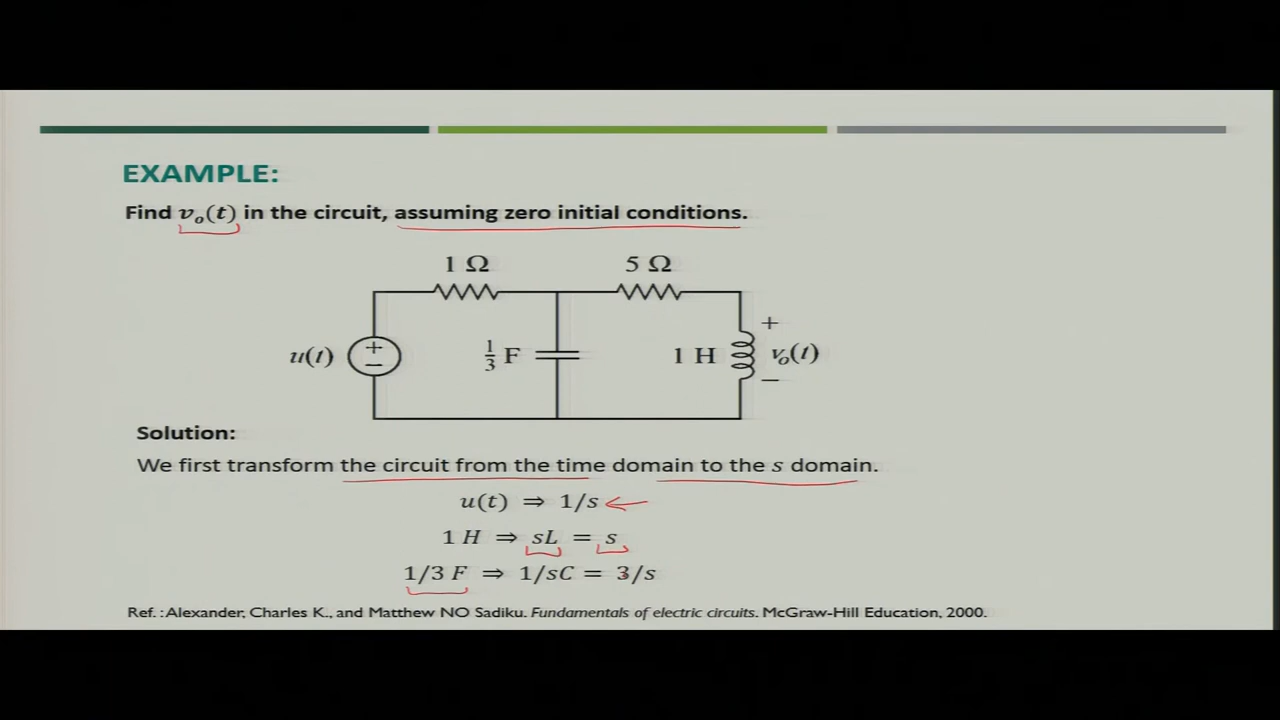 EXAMPLE:
Find v₀(t) in the circuit, assuming zero initial conditions.
1 Ω
5 Ω
u(t)
+
−
1/3 F
1 H
+
v₀(t)
−
Solution:
We first transform the circuit from the time domain to the s domain.
u(t) ⇒ 1/s
1 H ⇒ sL = s
1/3 F ⇒ 1/sC = 3/s
Ref. : Alexander, Charles K., and Matthew NO Sadiku. Fundamentals of electric circuits. McGraw-Hill Education, 2000.